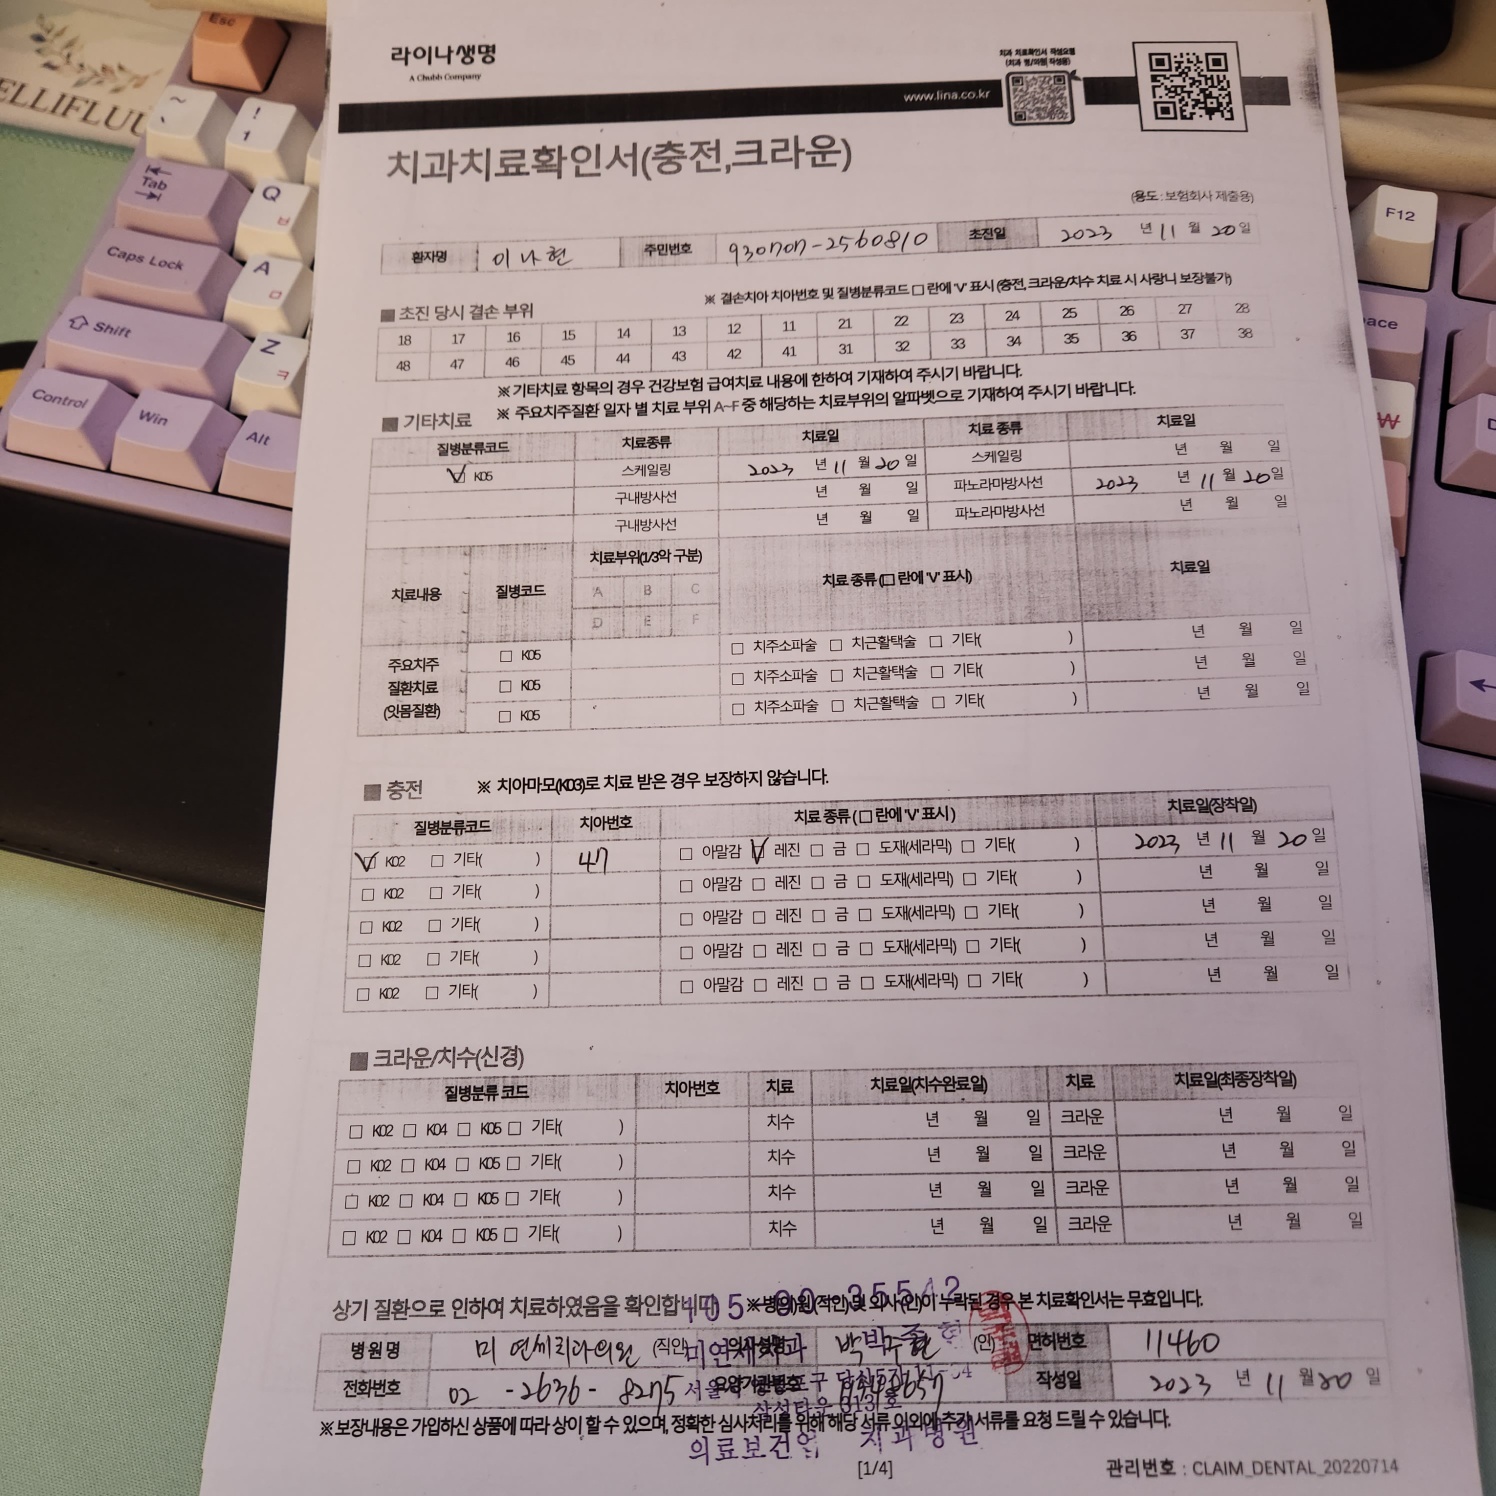 ELLIFLUU
Esc
~
!
1
Tab
Q
ㅂ
Caps Lock
A
ㅁ
Shift
Z
ㅋ
Control
Win
Alt
F12
ace
₩
라이나생명
A Chubb Company
치과 치료확인서 작성요령
(치과 병/의원 작성용)
www.lina.co.kr
치과치료확인서(충전,크라운)
(용도 : 보험회사 제출용)
환자명 이나현 주민번호 930707-2560810 초진일 2023 년 11 월 20일
■ 초진 당시 결손 부위 ※ 결손치아 치아번호 및 질병분류코드 □ 란에 'V' 표시 (충전, 크라운/치수 치료 시 사랑니 보장불가)
18 17 16 15 14 13 12 11 21 22 23 24 25 26 27 28
48 47 46 45 44 43 42 41 31 32 33 34 35 36 37 38
※ 기타치료 항목의 경우 건강보험 급여치료 내용에 한하여 기재하여 주시기 바랍니다.
■ 기타치료 ※ 주요치주질환 일자 별 치료 부위 A~F 중 해당하는 치료부위의 알파벳으로 기재하여 주시기 바랍니다.
질병분류코드 치료종류 치료일 치료 종류 치료일
V K05 스케일링 2023 년 11 월 20 일 스케일링 년 월 일
구내방사선 년 월 일 파노라마방사선 2023 년 11 월 20일
구내방사선 년 월 일 파노라마방사선 년 월 일
치료내용 질병코드 치료부위(1/3악 구분) 치료 종류 (□ 란에 'V' 표시) 치료일
A B C
D E F
주요치주 질환치료 (잇몸질환)
□ K05 □ 치주소파술 □ 치근활택술 □ 기타( ) 년 월 일
□ K05 □ 치주소파술 □ 치근활택술 □ 기타( ) 년 월 일
□ K05 □ 치주소파술 □ 치근활택술 □ 기타( ) 년 월 일
■ 충전 ※ 치아마모(K03)로 치료 받은 경우 보장하지 않습니다.
질병분류코드 치아번호 치료 종류 (□ 란에 'V' 표시) 치료일(장착일)
V K02 □ 기타( ) 47 □ 아말감 V 레진 □ 금 □ 도재(세라믹) □ 기타( ) 2023 년 11 월 20 일
□ K02 □ 기타( ) □ 아말감 □ 레진 □ 금 □ 도재(세라믹) □ 기타( ) 년 월 일
□ K02 □ 기타( ) □ 아말감 □ 레진 □ 금 □ 도재(세라믹) □ 기타( ) 년 월 일
□ K02 □ 기타( ) □ 아말감 □ 레진 □ 금 □ 도재(세라믹) □ 기타( ) 년 월 일
□ K02 □ 기타( ) □ 아말감 □ 레진 □ 금 □ 도재(세라믹) □ 기타( ) 년 월 일
■ 크라운/치수(신경)
질병분류 코드 치아번호 치료 치료일(치수완료일) 치료 치료일(최종장착일)
□ K02 □ K04 □ K05 □ 기타( ) 치수 년 월 일 크라운 년 월 일
□ K02 □ K04 □ K05 □ 기타( ) 치수 년 월 일 크라운 년 월 일
□ K02 □ K04 □ K05 □ 기타( ) 치수 년 월 일 크라운 년 월 일
□ K02 □ K04 □ K05 □ 기타( ) 치수 년 월 일 크라운 년 월 일
상기 질환으로 인하여 치료하였음을 확인합니다 ※병(의)원(직인) 및 의사(인)이 누락된 경우 본 치료확인서는 무효입니다.
병 원 명 미 연세치과의원 (직인) 의사성명 (인) 면허번호 11460
전화번호 02 -2636- 8275 요양기관번호 작성일 2023 년 11 월 20 일
의료보건업 치과병원
※보장내용은 가입하신 상품에 따라 상이 할 수 있으며, 정확한 심사처리를 위해 해당 서류 이외에 추가 서류를 요청 드릴 수 있습니다.
[1/4]
관리번호 : CLAIM_DENTAL_20220714